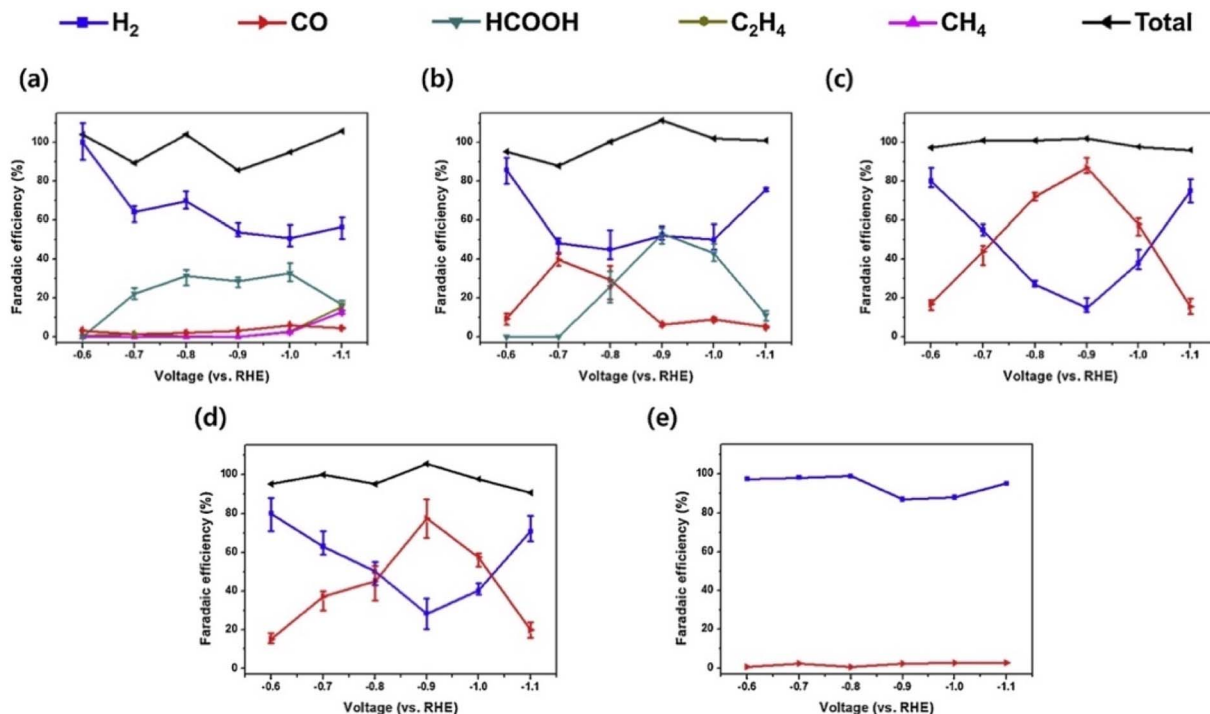 H2 CO HCOOH C2H4 CH4 Total
(a) (b) (c)
Faradaic efficiency (%)
100
80
60
40
20
0
-0.6 -0.7 -0.8 -0.9 -1.0 -1.1
Voltage (vs. RHE)
Faradaic efficiency (%)
100
80
60
40
20
0
-0.6 -0.7 -0.8 -0.9 -1.0 -1.1
Voltage (vs. RHE)
Faradaic efficiency (%)
100
80
60
40
20
0
-0.6 -0.7 -0.8 -0.9 -1.0 -1.1
Voltage (vs. RHE)
(d) (e)
Faradaic efficiency (%)
100
80
60
40
20
0
-0.6 -0.7 -0.8 -0.9 -1.0 -1.1
Voltage (vs. RHE)
Faradaic efficiency (%)
100
80
60
40
20
0
-0.6 -0.7 -0.8 -0.9 -1.0 -1.1
Voltage (vs. RHE)